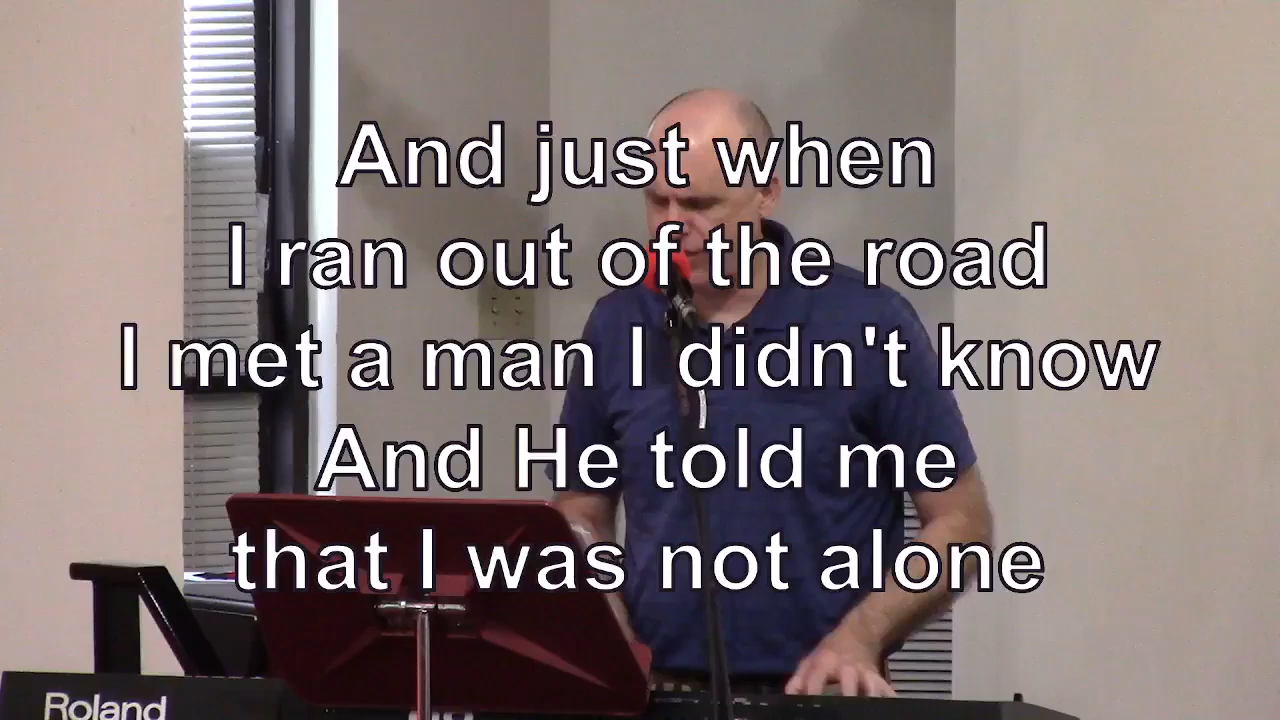 And just when
I ran out of the road
I met a man I didn't know
And He told me
that I was not alone
Roland